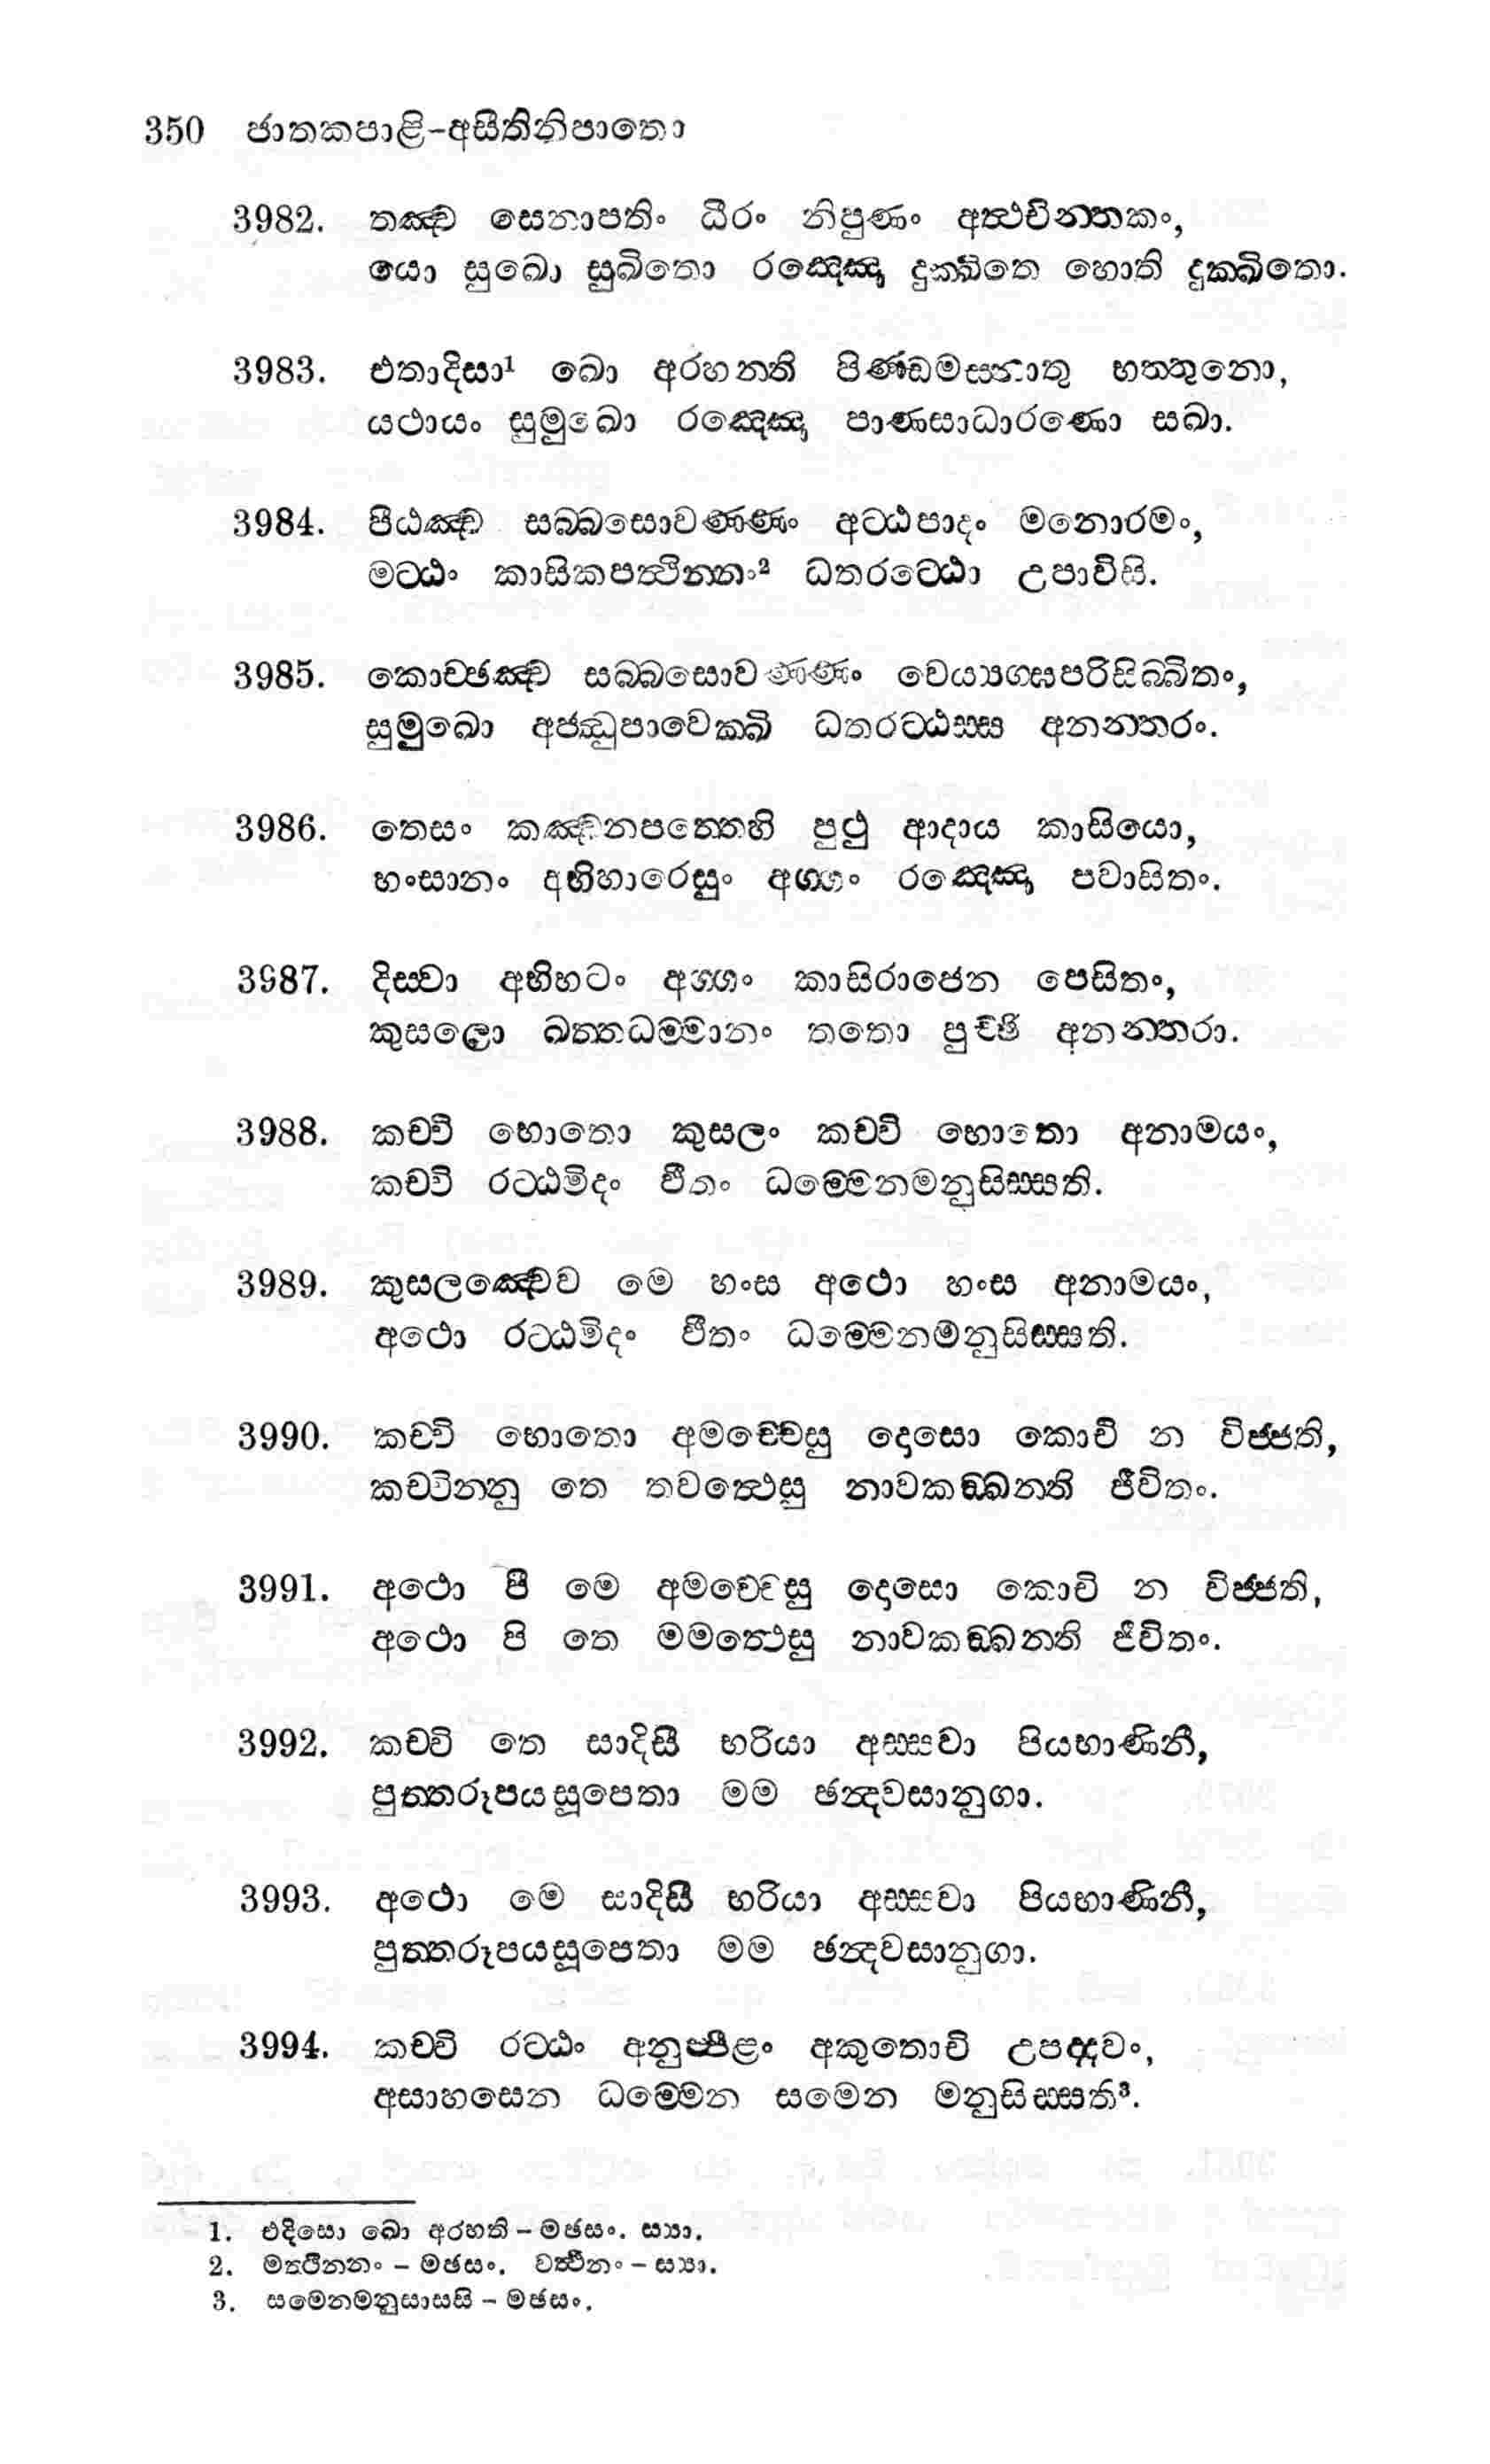 350 ජාතකපාළි-අසීතිනිපාතො
3982. තඤ්ච සෙනාපතිං ධීරං නිපුණං අත්ථචින්තකං,
යො සුඛෙ සුඛිතො රඤ්ඤෙ දුක්ඛිතෙ හොති දුක්ඛිතො.
3983. එතාදිසා¹ ඛො අරහන්ති පිණ්ඩමස්නාතු භත්තුනො,
යථායං සුමුඛො රඤ්ඤෙ පාණසාධාරණො සඛා.
3984. පීඨඤ්ච සබ්බසොවණ්ණං අට්ඨපාදං මනොරමං,
මට්ඨං කාසිකපත්ථින්නං² ධතරට්ඨො උපාවිසි.
3985. කොච්ඡඤ්ච සබ්බසොවණ්ණං වෙය්‍යග්ඝපරිසිබ්බිතං,
සුමුඛො අජ්ඣුපාවෙක්ඛි ධතරට්ඨස්ස අනන්තරං.
3986. තෙසං කඤ්චනපත්තෙහි පුථු ආදාය කාසියො,
හංසානං අභිහාරෙසුං අග්ගං රඤ්ඤෙ පවාසිතං.
3987. දිස්වා අභිහටං අග්ගං කාසිරාජෙන පෙසිතං,
කුසලො ඛත්තධම්මානං තතො පුච්ඡි අනන්තරා.
3988. කච්චි භොතො කුසලං කච්චි භොතො අනාමයං,
කච්චි රට්ඨමිදං ඵීතං ධම්මෙනමනුසිස්සති.
3989. කුසලඤ්චෙව මෙ හංස අථො හංස අනාමයං,
අථො රට්ඨමිදං ඵීතං ධම්මෙනමනුසිස්සති.
3990. කච්චි භොතො අමච්චෙසු දොසො කොචි න විජ්ජති,
කච්චින්නු තෙ තවත්ථෙසු නාවකඞ්ඛන්ති ජීවිතං.
3991. අථො පී මෙ අමච්චෙසු දොසො කොචි න විජ්ජති,
අථො පි තෙ මමත්ථෙසු නාවකඞ්ඛන්ති ජීවිතං.
3992. කච්චි තෙ සාදිසී භරියා අස්සවා පියභාණිනී,
පුත්තරූපයසූපෙතා මම ඡන්දවසානුගා.
3993. අථො මෙ සාදිසී භරියා අස්සවා පියභාණිනී,
පුත්තරූපයසූපෙතා මම ඡන්දවසානුගා.
3994. කච්චි රට්ඨං අනුප්පීළං අකුතොචි උපද්දවං,
අසාහසෙන ධම්මෙන සමෙන මනුසිස්සති³.
1. එදිසො ඛො අරහති - මඡසං. ස්‍යා.
2. මත්ථින්නං - මඡසං. වත්ථීනං - ස්‍යා.
3. සමෙනමනුසාසසි - මඡසං.